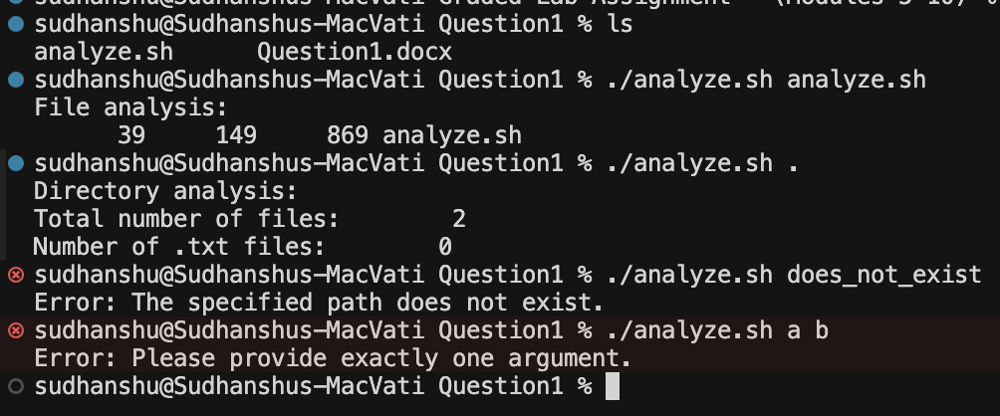 sudhanshu@Sudhanshus-MacVati Question1 % ls
analyze.sh      Question1.docx
sudhanshu@Sudhanshus-MacVati Question1 % ./analyze.sh analyze.sh
File analysis:
      39     149     869 analyze.sh
sudhanshu@Sudhanshus-MacVati Question1 % ./analyze.sh .
Directory analysis:
Total number of files:        2
Number of .txt files:        0
sudhanshu@Sudhanshus-MacVati Question1 % ./analyze.sh does_not_exist
Error: The specified path does not exist.
sudhanshu@Sudhanshus-MacVati Question1 % ./analyze.sh a b
Error: Please provide exactly one argument.
sudhanshu@Sudhanshus-MacVati Question1 %